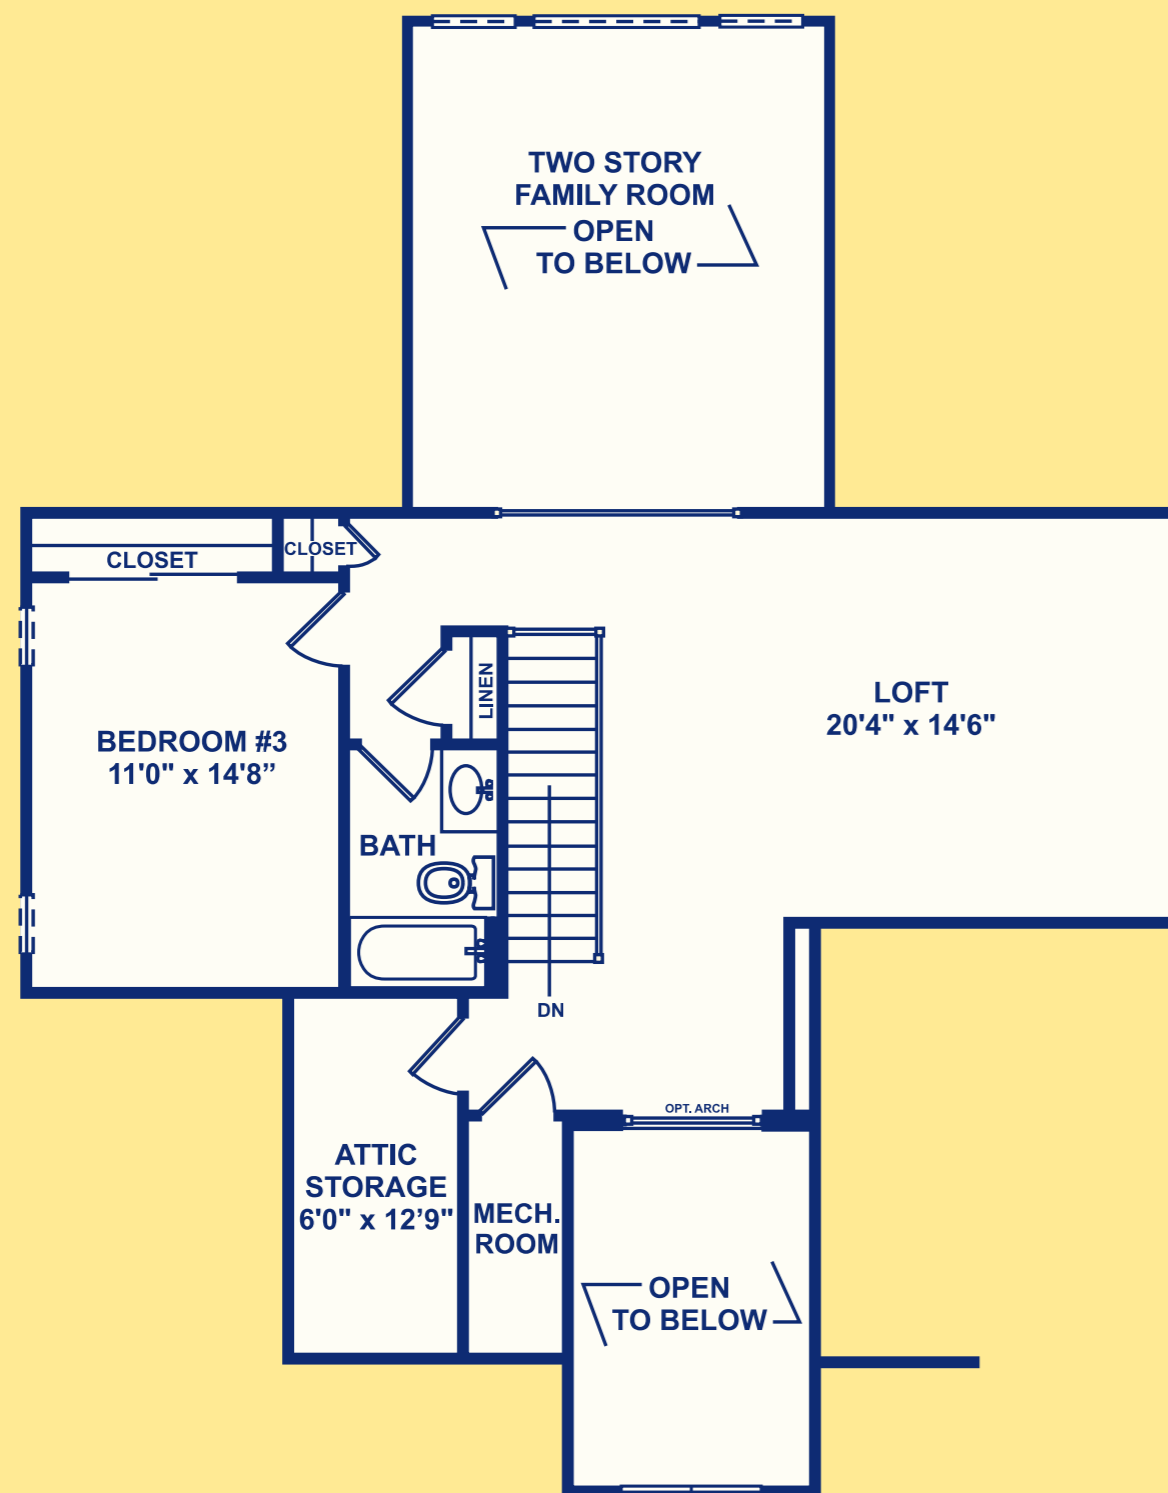 TWO STORY
FAMILY ROOM
OPEN
TO BELOW
CLOSET
CLOSET
LINEN
LOFT
20'4" x 14'6"
BEDROOM #3
11'0" x 14'8”
BATH
DN
OPT. ARCH
ATTIC
STORAGE
6'0" x 12’9"
MECH.
ROOM
OPEN
TO BELOW